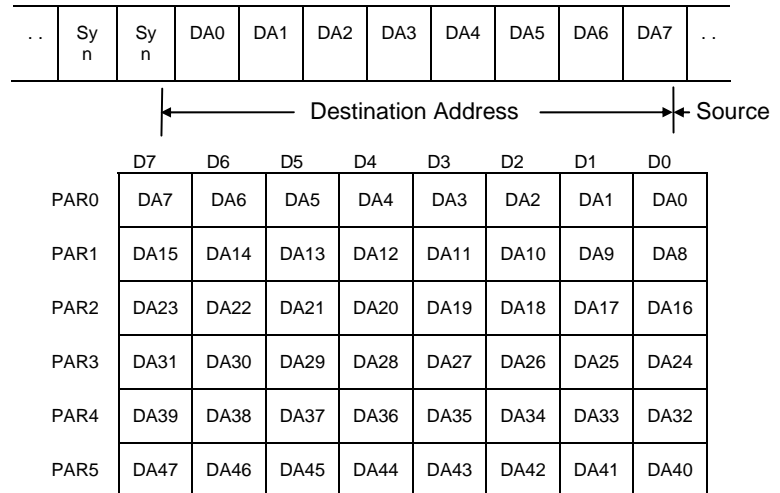 . . Sy n Sy n DA0 DA1 DA2 DA3 DA4 DA5 DA6 DA7 . .
Destination Address Source
D7 D6 D5 D4 D3 D2 D1 D0
PAR0 DA7 DA6 DA5 DA4 DA3 DA2 DA1 DA0
PAR1 DA15 DA14 DA13 DA12 DA11 DA10 DA9 DA8
PAR2 DA23 DA22 DA21 DA20 DA19 DA18 DA17 DA16
PAR3 DA31 DA30 DA29 DA28 DA27 DA26 DA25 DA24
PAR4 DA39 DA38 DA37 DA36 DA35 DA34 DA33 DA32
PAR5 DA47 DA46 DA45 DA44 DA43 DA42 DA41 DA40